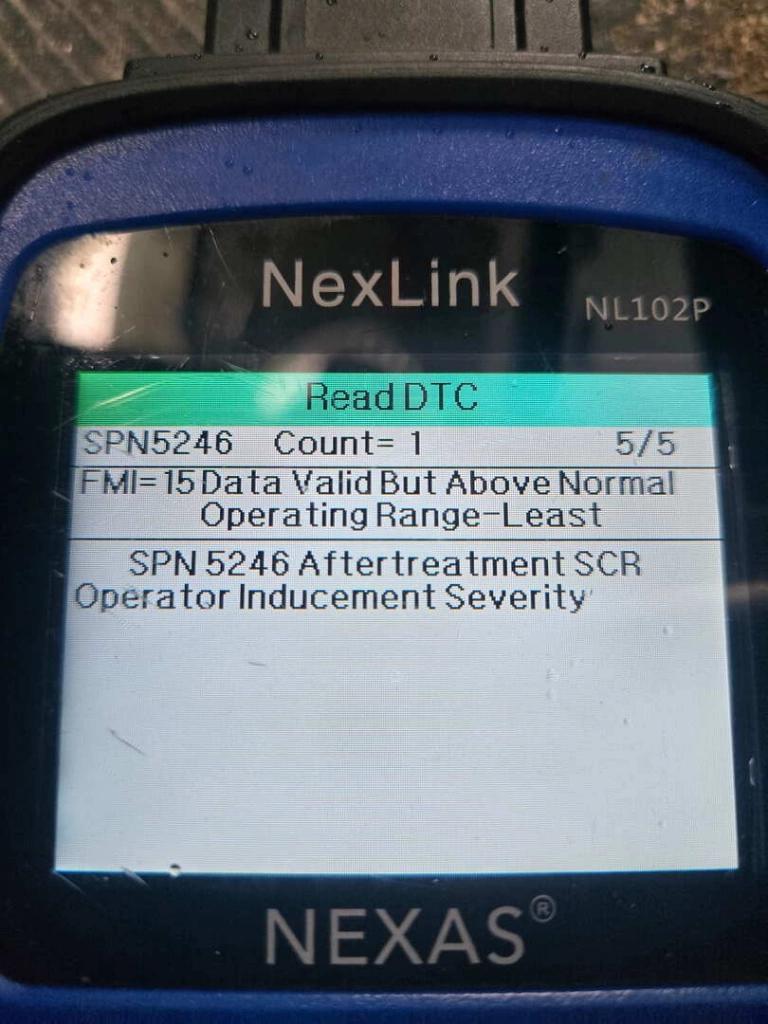 NexLink NL102P
Read DTC
SPN5246 Count= 1 5/5
FMI=15 Data Valid But Above Normal
Operating Range-Least
SPN 5246 Aftertreatment SCR
Operator Inducement Severity
NEXAS®